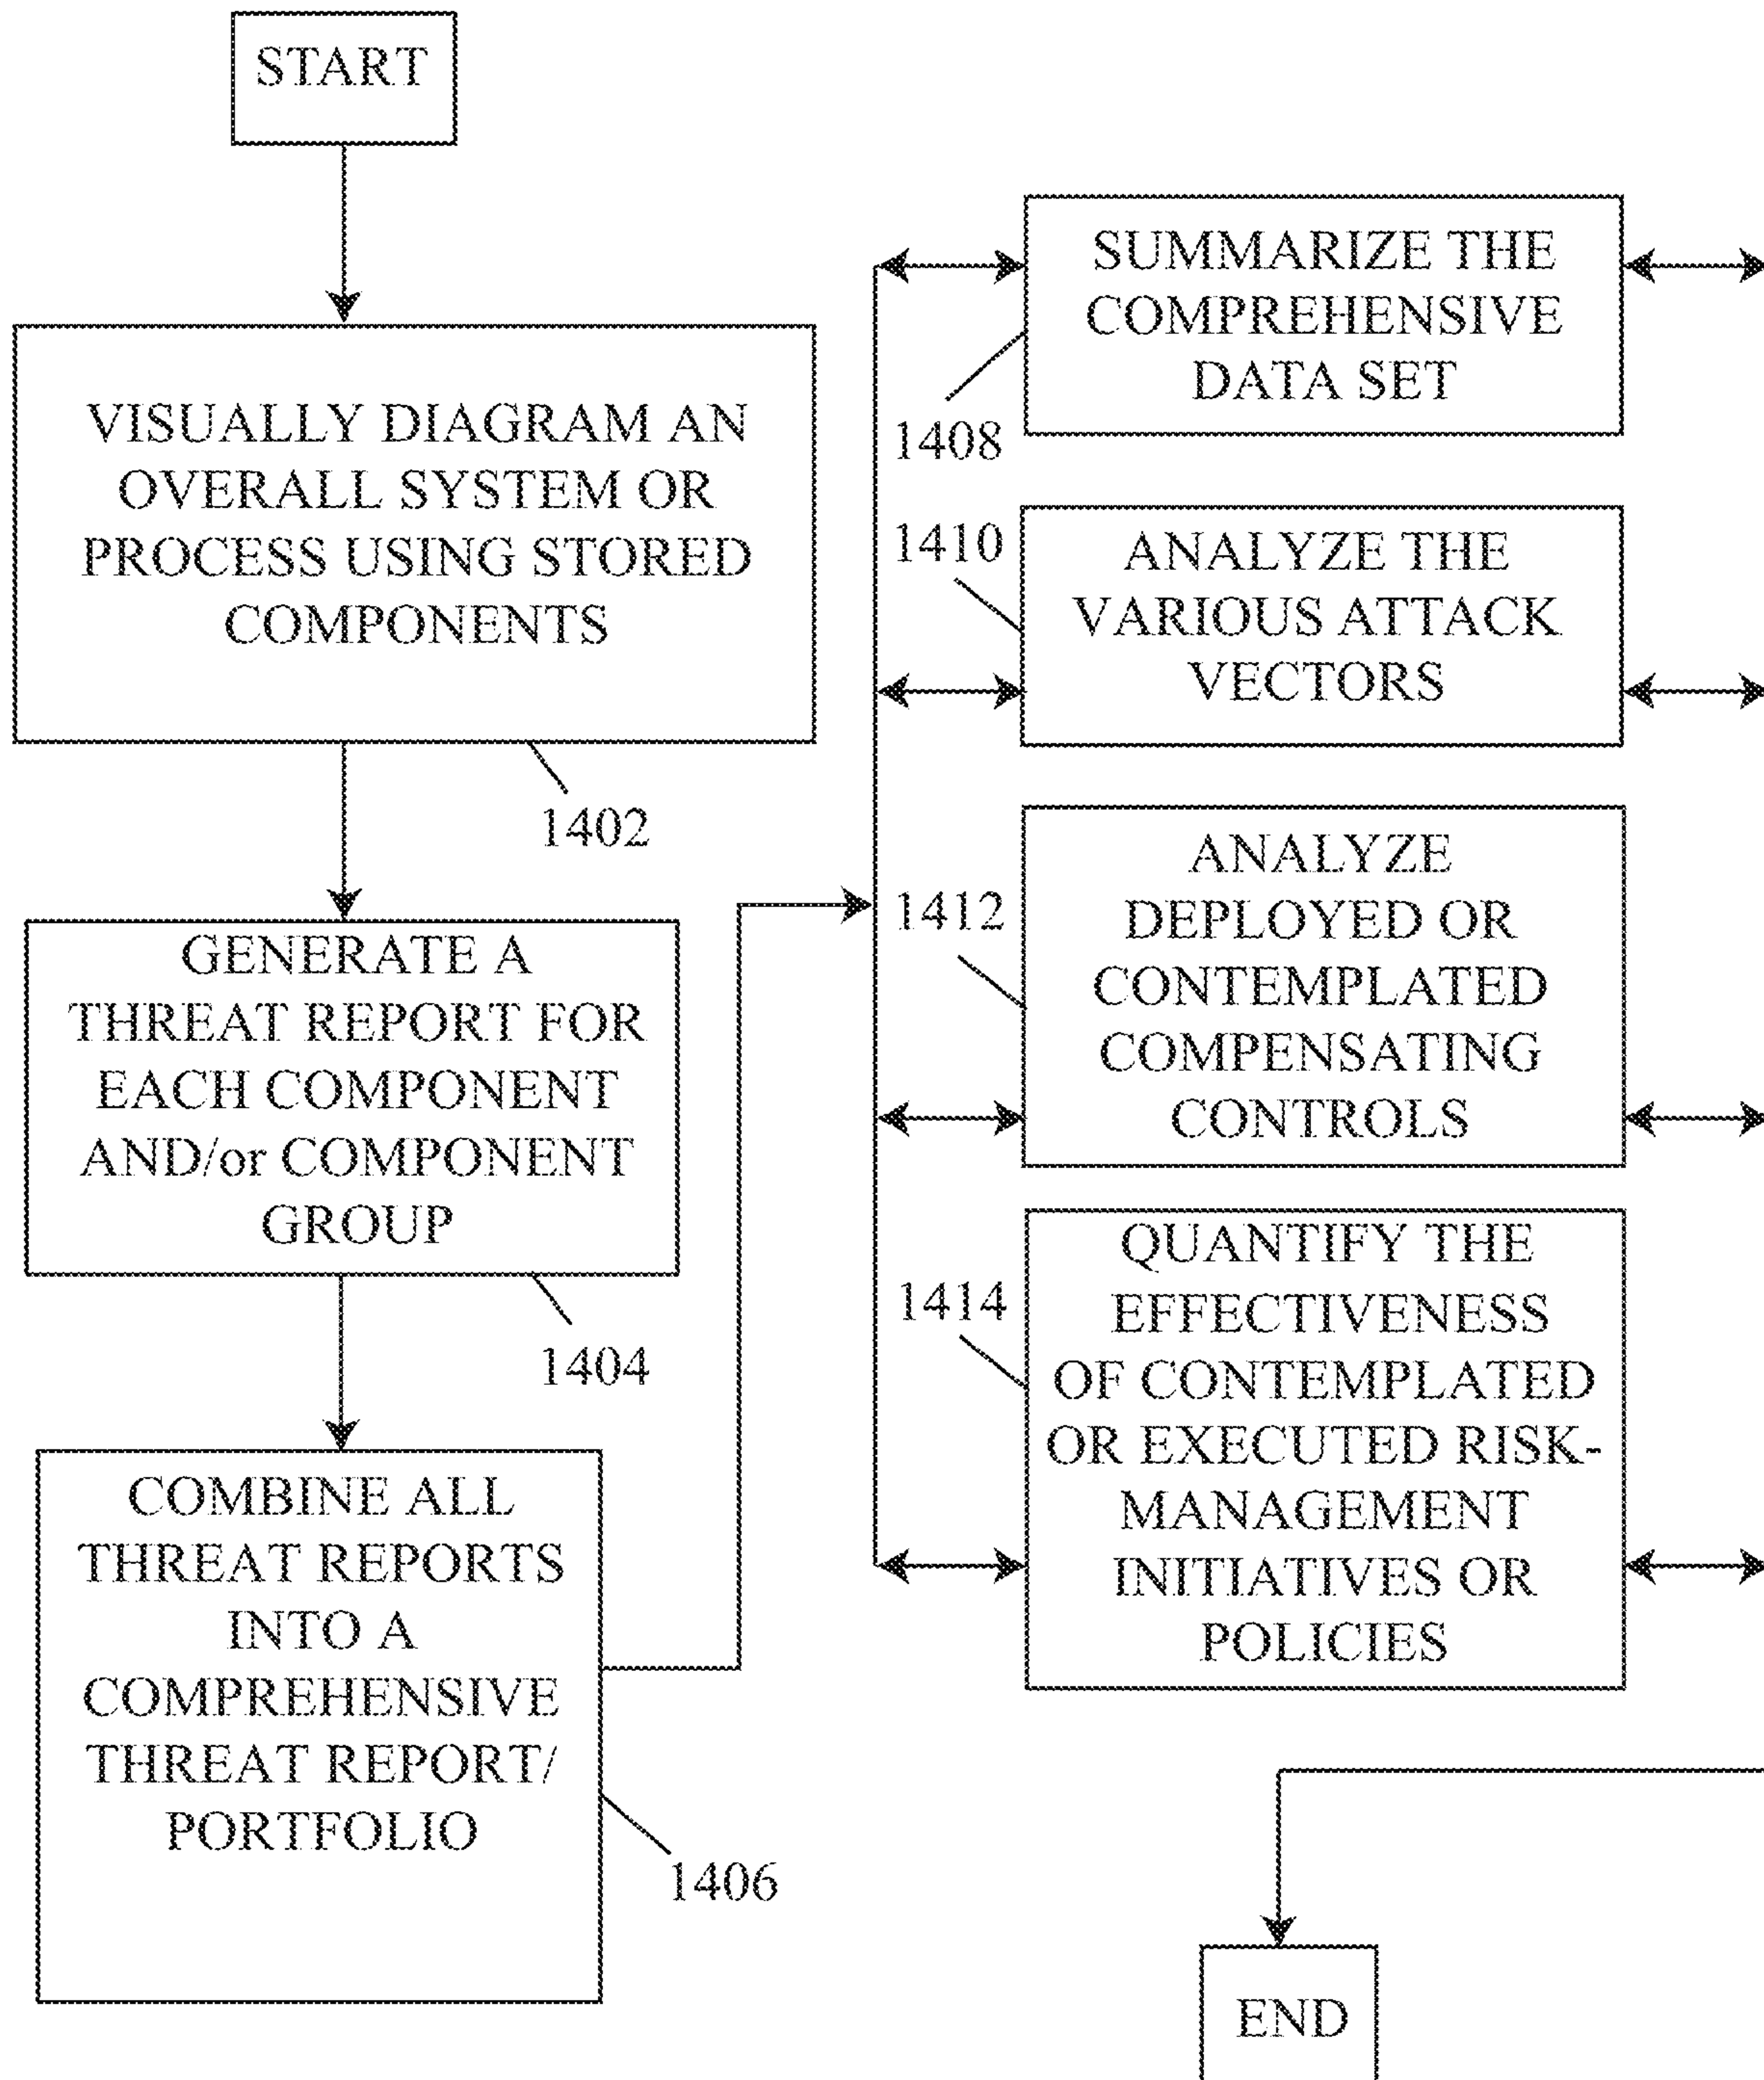 START
VISUALLY DIAGRAM AN
OVERALL SYSTEM OR
PROCESS USING STORED
COMPONENTS
1402
GENERATE A
THREAT REPORT FOR
EACH COMPONENT
AND/or COMPONENT
GROUP
1404
COMBINE ALL
THREAT REPORTS
INTO A
COMPREHENSIVE
THREAT REPORT/
PORTFOLIO
1406
SUMMARIZE THE
COMPREHENSIVE
DATA SET
1408
1410
ANALYZE THE
VARIOUS ATTACK
VECTORS
1412
ANALYZE
DEPLOYED OR
CONTEMPLATED
COMPENSATING
CONTROLS
1414
QUANTIFY THE
EFFECTIVENESS
OF CONTEMPLATED
OR EXECUTED RISK-
MANAGEMENT
INITIATIVES OR
POLICIES
END